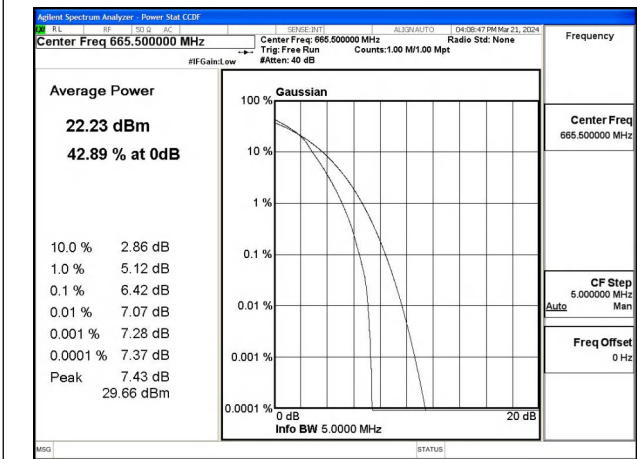 Agilent Spectrum Analyzer - Power Stat CCDF
RL RF 50 Ω AC SENSE:INT ALIGN AUTO 04:08:47 PM Mar 21, 2024
Center Freq 665.500000 MHz
Center Freq: 665.500000 MHz Radio Std: None
Trig: Free Run Counts:1.00 M/1.00 Mpt
#IFGain:Low #Atten: 40 dB
Frequency
Average Power
22.23 dBm
42.89 % at 0dB
10.0 % 2.86 dB
1.0 % 5.12 dB
0.1 % 6.42 dB
0.01 % 7.07 dB
0.001 % 7.28 dB
0.0001 % 7.37 dB
Peak 7.43 dB
29.66 dBm
Gaussian
100 %
10 %
1 %
0.1 %
0.01 %
0.001 %
0.0001 %
0 dB 20 dB
Info BW 5.0000 MHz
Center Freq
665.500000 MHz
CF Step
5.000000 MHz
Auto Man
Freq Offset
0 Hz
MSG STATUS